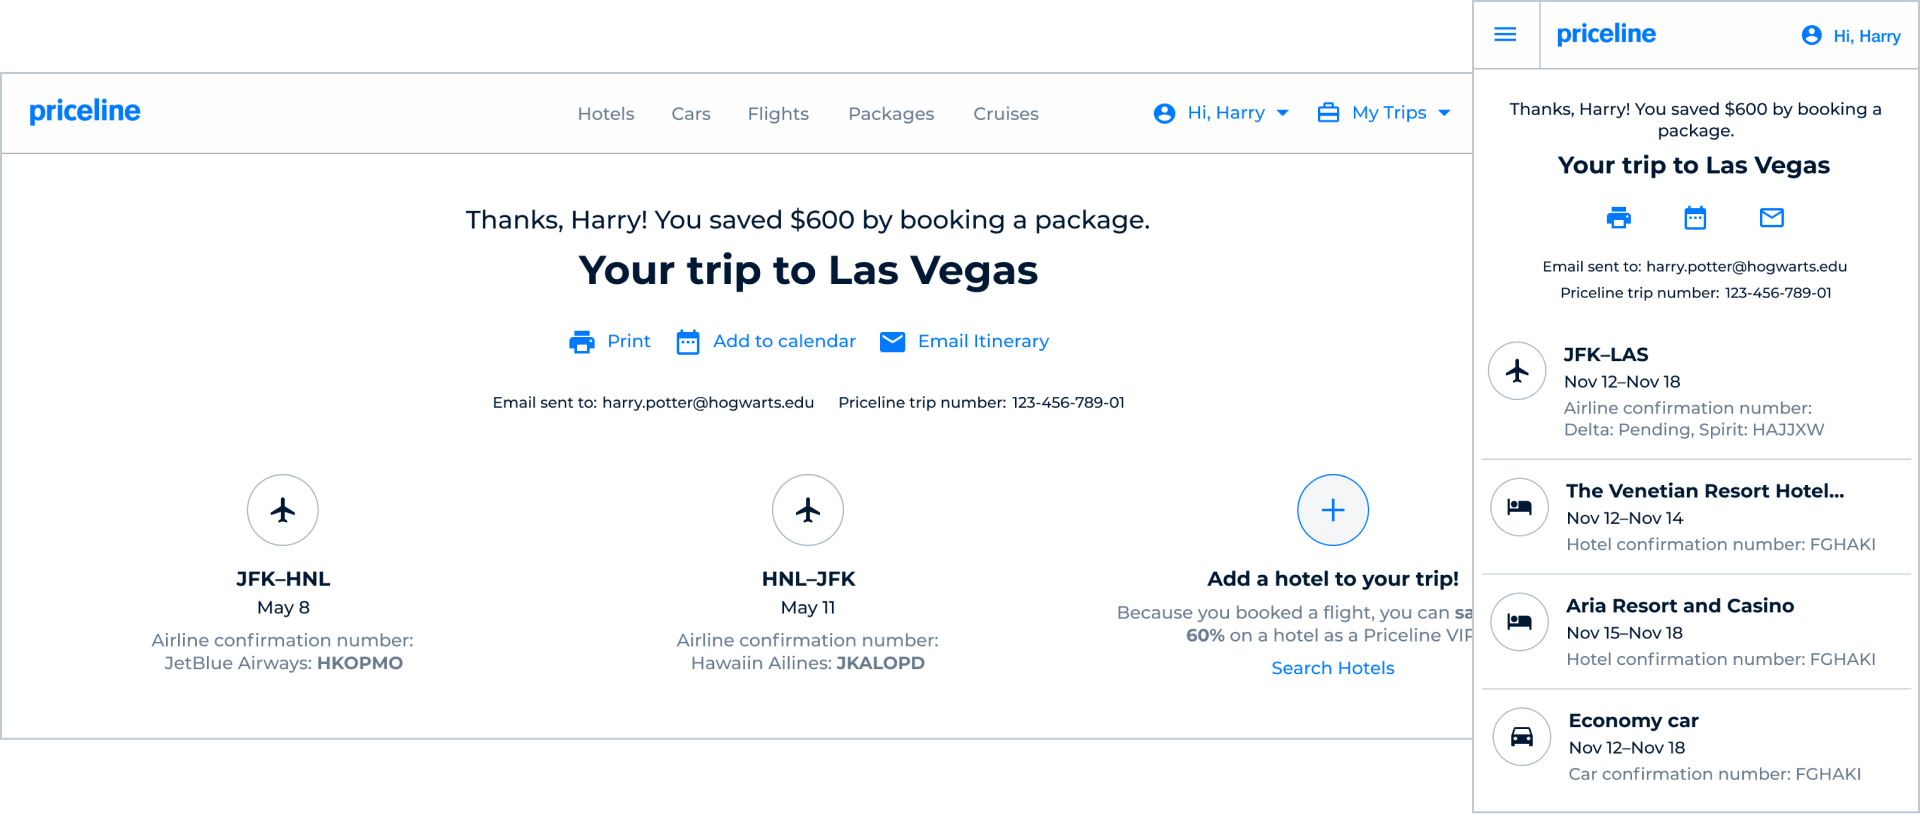 priceline
Hotels Cars Flights Packages Cruises
Hi, Harry My Trips
Thanks, Harry! You saved $600 by booking a package.
Your trip to Las Vegas
Print Add to calendar Email Itinerary
Email sent to: harry.potter@hogwarts.edu Priceline trip number: 123-456-789-01
JFK–HNL
May 8
Airline confirmation number:
JetBlue Airways: HKOPMO
HNL–JFK
May 11
Airline confirmation number:
Hawaiin Ailines: JKALOPD
Add a hotel to your trip!
Because you booked a flight, you can
60% on a hotel as a Priceline VIP
Search Hotels
priceline
Hi, Harry
Thanks, Harry! You saved $600 by booking a
package.
Your trip to Las Vegas
Email sent to: harry.potter@hogwarts.edu
Priceline trip number: 123-456-789-01
JFK–LAS
Nov 12–Nov 18
Airline confirmation number:
Delta: Pending, Spirit: HAJJXW
The Venetian Resort Hotel...
Nov 12–Nov 14
Hotel confirmation number: FGHAKI
Aria Resort and Casino
Nov 15–Nov 18
Hotel confirmation number: FGHAKI
Economy car
Nov 12–Nov 18
Car confirmation number: FGHAKI